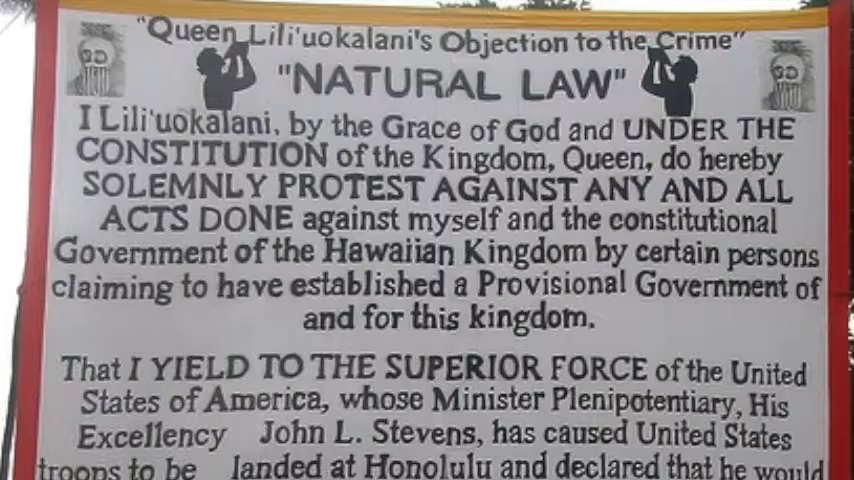 "Queen Lili'uokalani's Objection to the Crime"
"NATURAL LAW"
I Lili'uokalani, by the Grace of God and UNDER THE
CONSTITUTION of the Kingdom, Queen, do hereby
SOLEMNLY PROTEST AGAINST ANY AND ALL
ACTS DONE against myself and the constitutional
Government of the Hawaiian Kingdom by certain persons
claiming to have established a Provisional Government of
and for this kingdom.
That I YIELD TO THE SUPERIOR FORCE of the United
States of America, whose Minister Plenipotentiary, His
Excellency John L. Stevens, has caused United States
troops to be landed at Honolulu and declared that he would